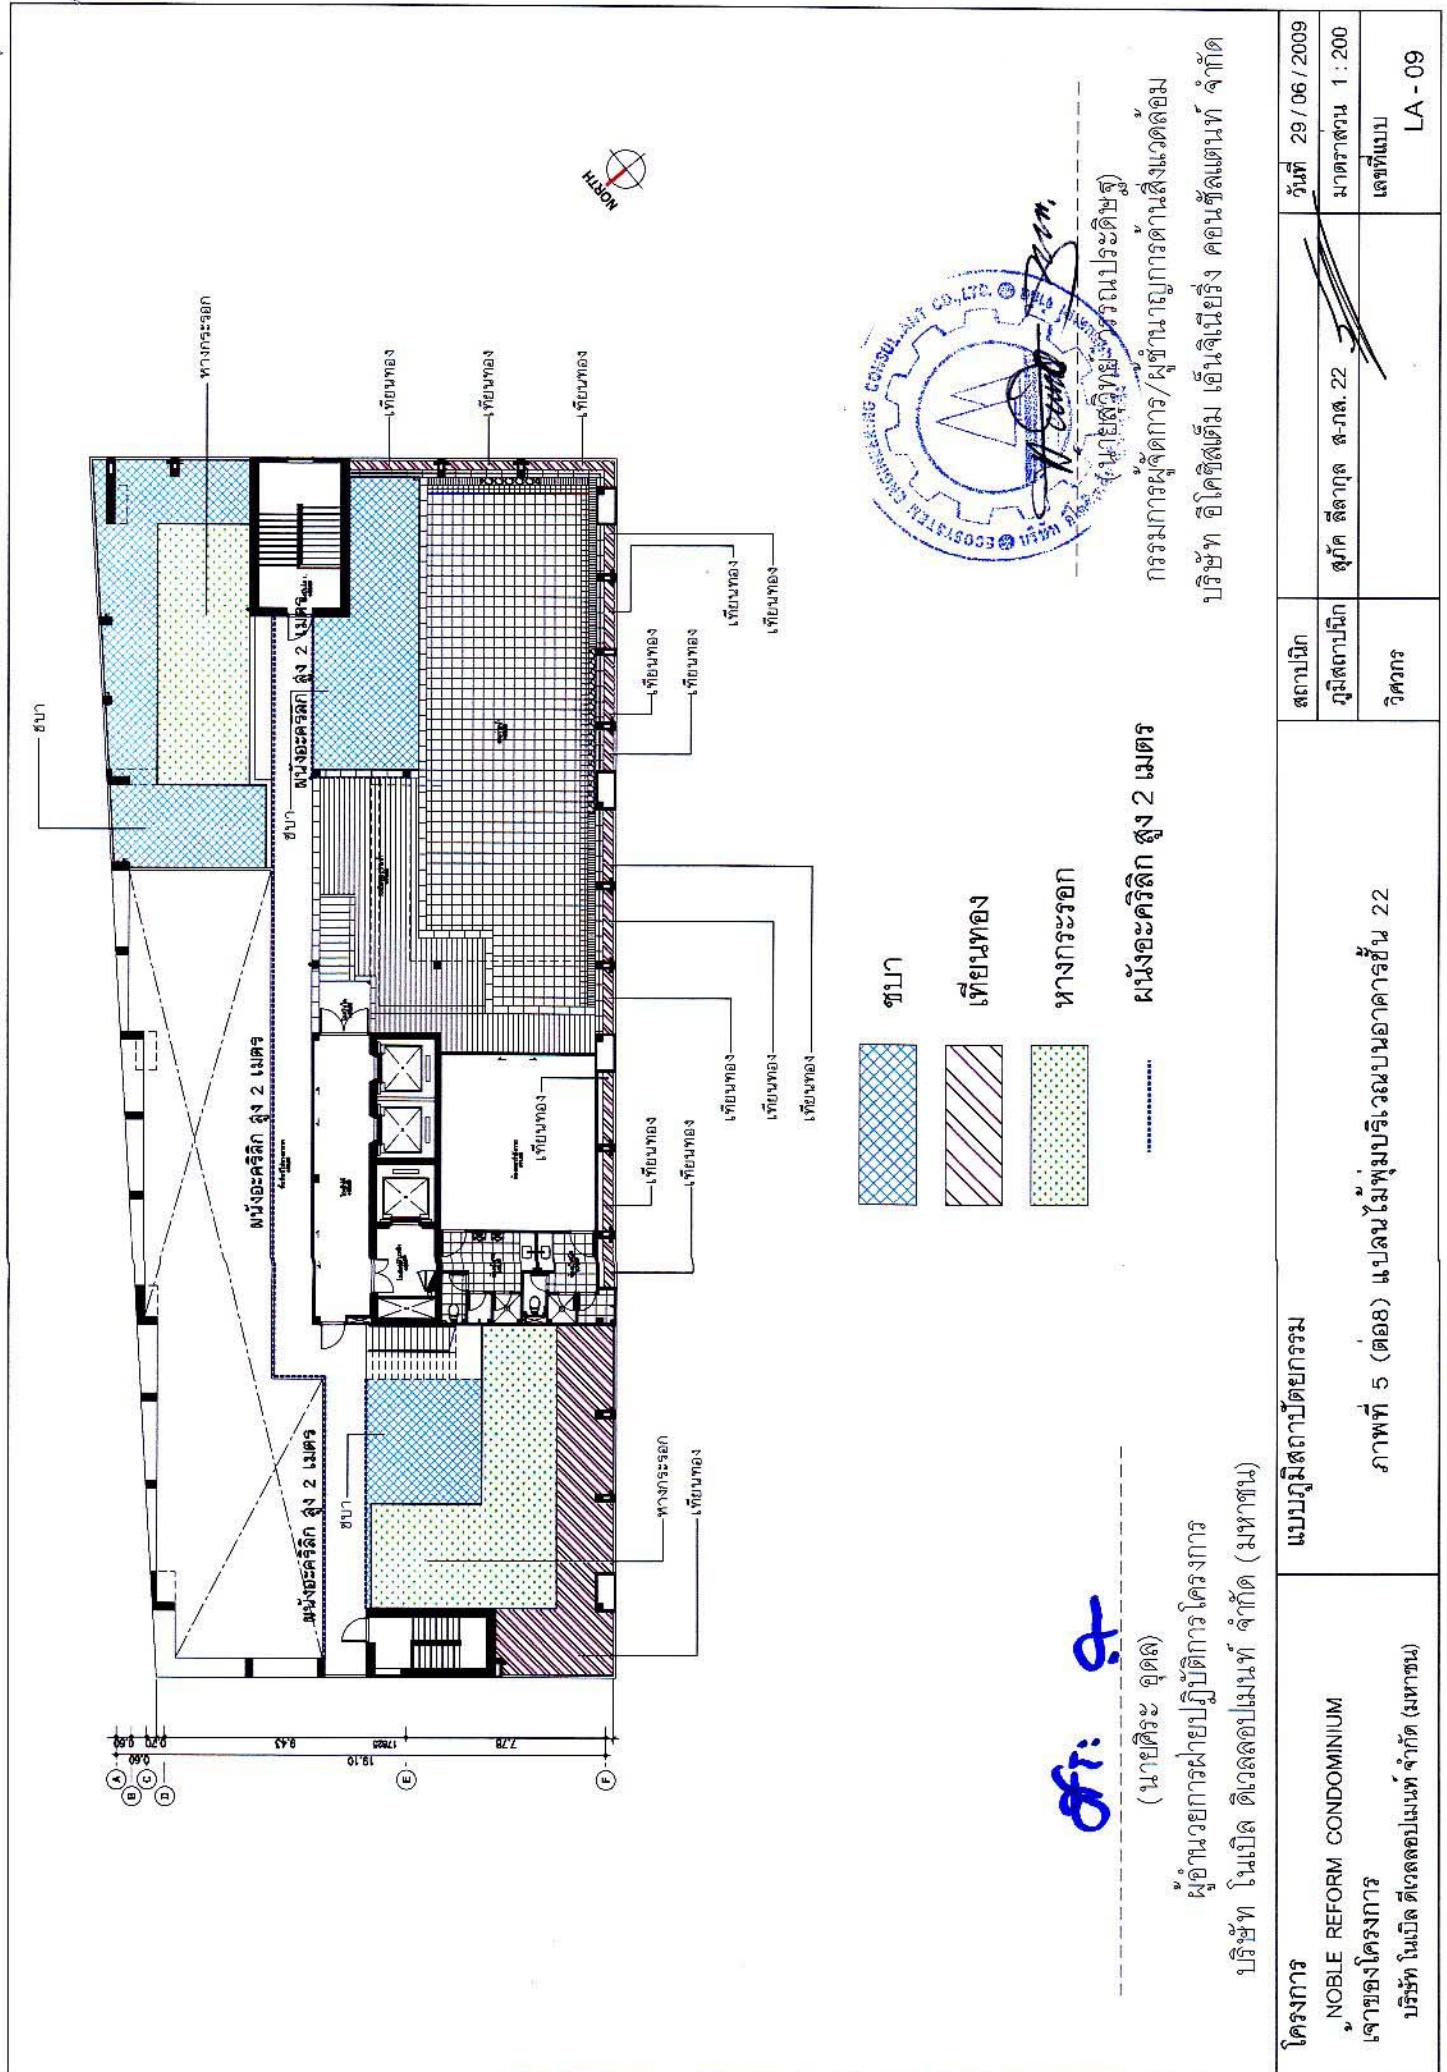 ชบา
หางกระรอก
เทียนทอง
เทียนทอง
เทียนทอง
ผนังอะคริลิก สูง 2 เมตร
ชบา
ผนังอะคริลิก สูง 2 เมตร
ผนังอะคริลิก สูง 2 เมตร
ชบา
เทียนทอง
เทียนทอง
เทียนทอง
เทียนทอง
เทียนทอง
เทียนทอง
เทียนทอง
เทียนทอง
เทียนทอง
เทียนทอง
หางกระรอก
เทียนทอง
A
B
C
D
E
F
0.60
0.60
0.70
9.43
17825
19.10
7.78
NORTH
ชบา
เทียนทอง
หางกระรอก
ผนังอะคริลิก สูง 2 เมตร
(นายศิระ อุดล)
ผู้อำนวยการฝ่ายปฏิบัติการโครงการ
บริษัท โนเบิล ดีเวลลอปเมนท์ จำกัด (มหาชน)
ECOSYSTEM ENGINEERING CONSULTANT CO.,LTD.
กรรมการผู้จัดการ/ผู้ชำนาญการด้านสิ่งแวดล้อม
บริษัท อีโคซิสเต็ม เอ็นจิเนียริ่ง คอนซัลแตนท์ จำกัด
โครงการ
NOBLE REFORM CONDOMINIUM
เจ้าของโครงการ
บริษัท โนเบิล ดีเวลลอปเมนท์ จำกัด (มหาชน)
แบบภูมิสถาปัตยกรรม
ภาพที่ 5 (ต่อ8) แปลนไม้พุ่มบริเวณบนอาคารชั้น 22
สถาปนิก
ภูมิสถาปนิก
สุภัค ลีลากุล ส-ภส. 22
วิศวกร
วันที่ 29 / 06 / 2009
มาตราส่วน 1 : 200
เลขที่แบบ
LA - 09